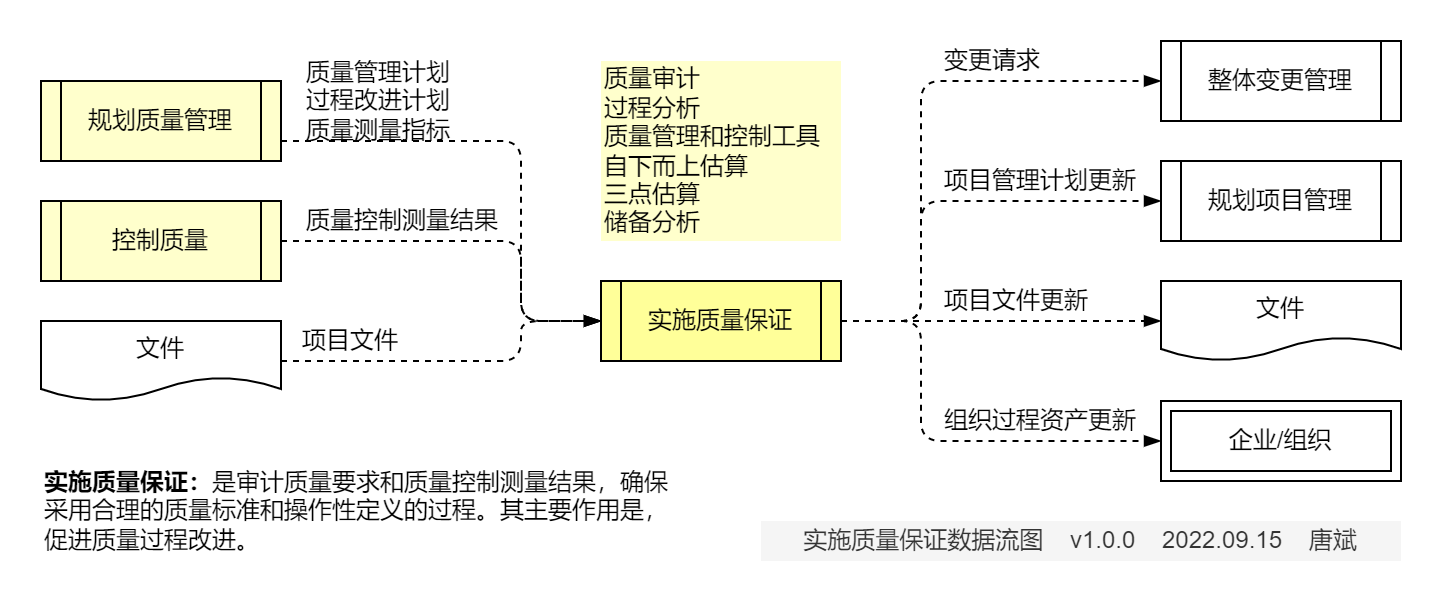 规划质量管理
质量管理计划
过程改进计划
质量测量指标
控制质量
质量控制测量结果
文件
项目文件
质量审计
过程分析
质量管理和控制工具
自下而上估算
三点估算
储备分析
实施质量保证
变更请求
整体变更管理
项目管理计划更新
规划项目管理
项目文件更新
文件
组织过程资产更新
企业/组织
实施质量保证：是审计质量要求和质量控制测量结果，确保
采用合理的质量标准和操作性定义的过程。其主要作用是，
促进质量过程改进。
实施质量保证数据流图 v1.0.0 2022.09.15 唐斌